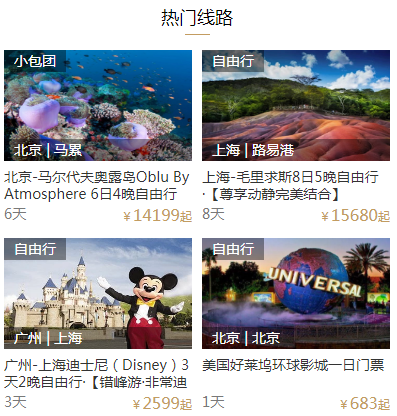 热门线路
小包团
北京 | 马累
北京-马尔代夫奥露岛Oblu By
Atmosphere 6日4晚自由行
6天
¥14199起
自由行
上海 | 路易港
上海-毛里求斯8日5晚自由行
·【尊享动静完美结合】
8天
¥15680起
自由行
广州 | 上海
广州-上海迪士尼（Disney）3
天2晚自由行·【错峰游·非常迪
3天
¥2599起
自由行
UNIVERSAL
北京 | 北京
美国好莱坞环球影城一日门票
1天
¥683起